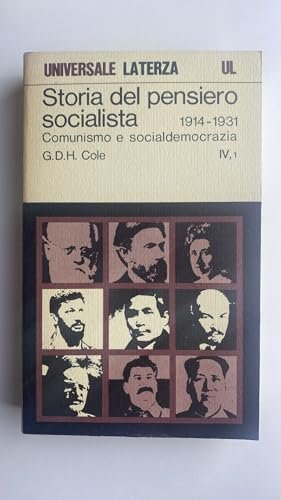 UNIVERSALE LATERZA UL
Storia del pensiero
socialista 1914-1931
Comunismo e socialdemocrazia
G.D.H. Cole IV,1